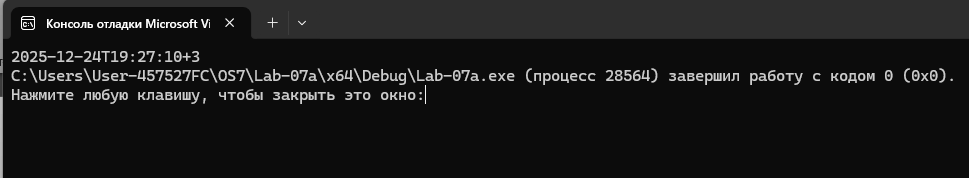 Консоль отладки Microsoft Vi
2025-12-24T19:27:10+3
C:\Users\User-457527FC\OS7\Lab-07a\x64\Debug\Lab-07a.exe (процесс 28564) завершил работу с кодом 0 (0x0).
Нажмите любую клавишу, чтобы закрыть это окно: